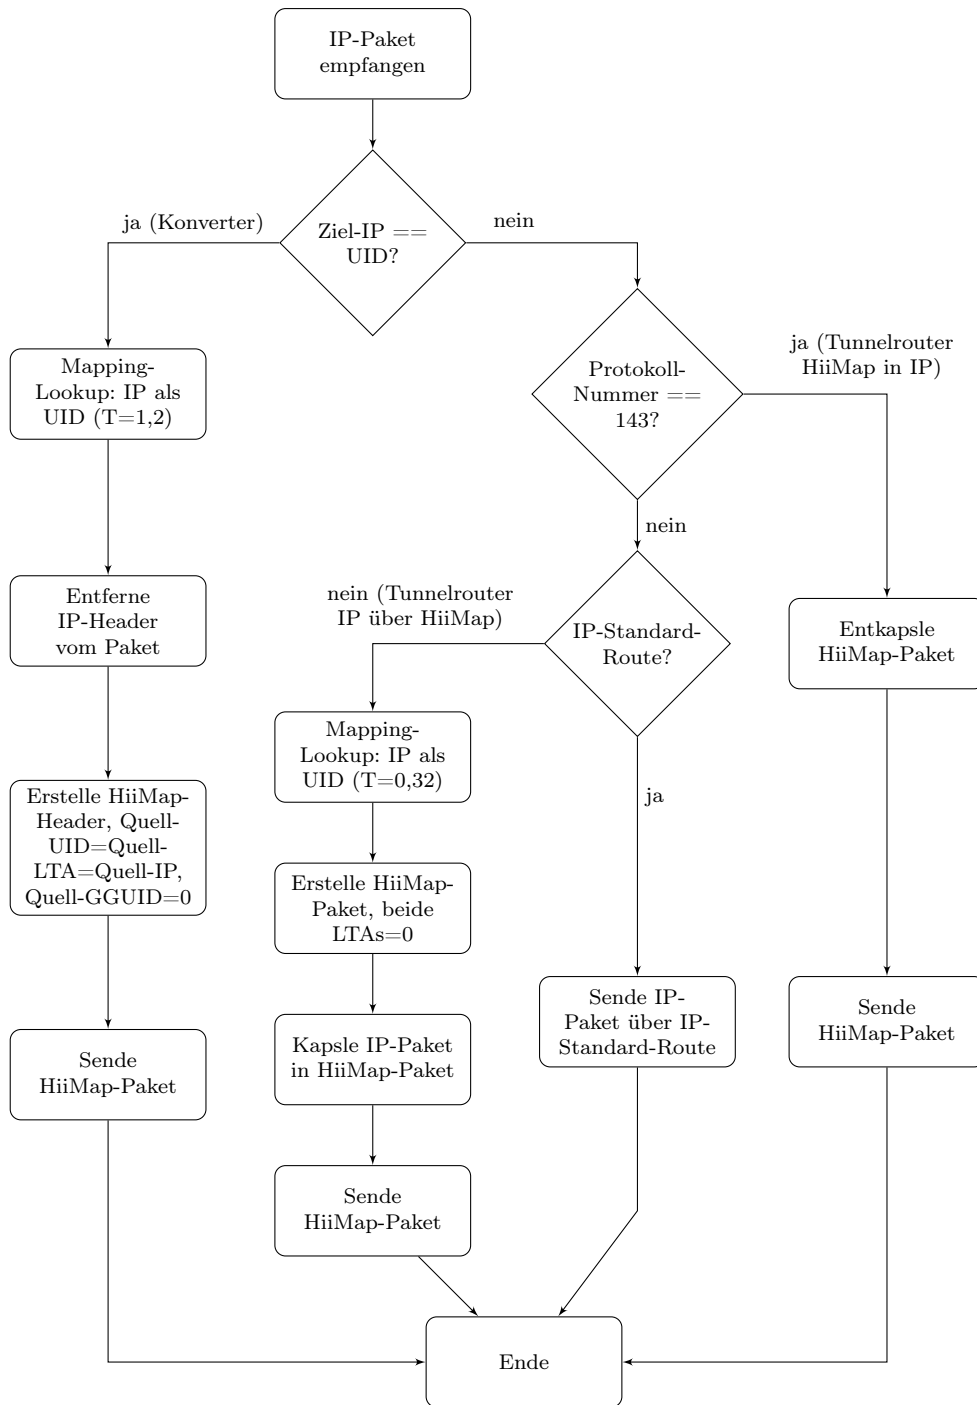 IP-Paket
empfangen
ja (Konverter)
Ziel-IP ==
UID?
nein
Mapping-
Lookup: IP als
UID (T=1,2)
Protokoll-
Nummer ==
143?
ja (Tunnelrouter
HiiMap in IP)
nein
Entferne
IP-Header
vom Paket
nein (Tunnelrouter
IP über HiiMap)
IP-Standard-
Route?
Entkapsle
HiiMap-Paket
Mapping-
Lookup: IP als
UID (T=0,32)
ja
Erstelle HiiMap-
Header, Quell-
UID=Quell-
LTA=Quell-IP,
Quell-GGUID=0
Erstelle HiiMap-
Paket, beide
LTAs=0
Sende
HiiMap-Paket
Kapsle IP-Paket
in HiiMap-Paket
Sende IP-
Paket über IP-
Standard-Route
Sende
HiiMap-Paket
Sende
HiiMap-Paket
Ende